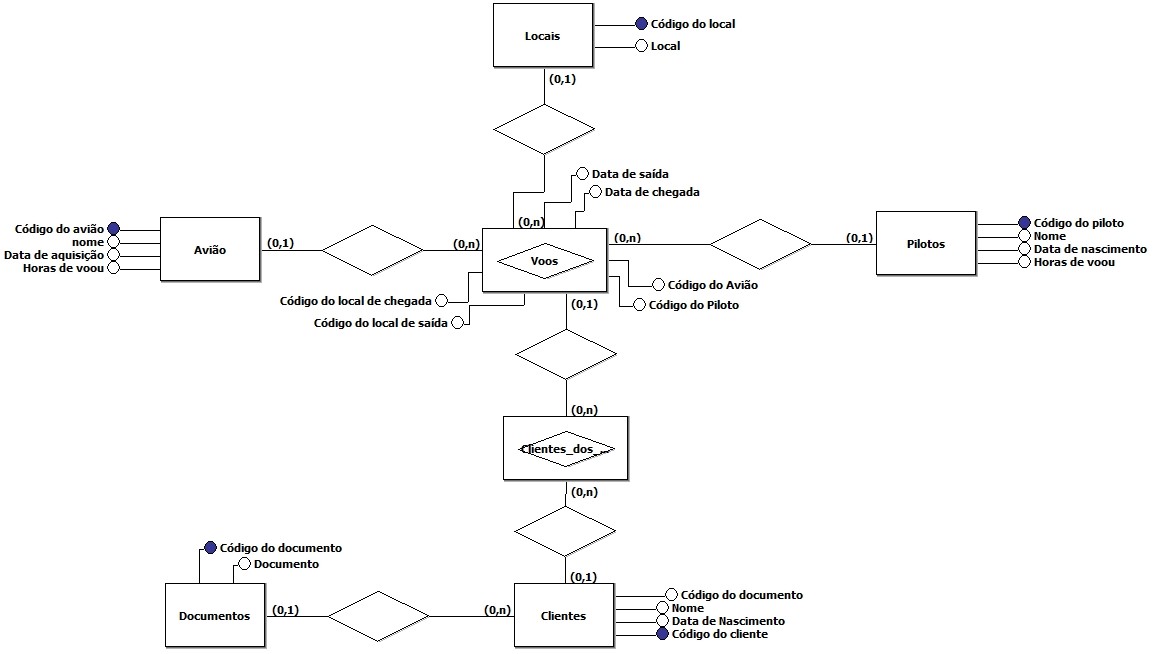 Locais
Código do local
Local
(0,1)
Data de saída
Data de chegada
(0,n)
Código do avião
nome
Data de aquisição
Horas de voou
Avião
(0,1)
(0,n)
Voos
(0,n)
(0,1)
Pilotos
Código do piloto
Nome
Data de nascimento
Horas de voou
Código do Avião
Código do Piloto
Código do local de chegada
Código do local de saída
(0,1)
(0,n)
Clientes_dos_...
(0,n)
(0,1)
Código do documento
Documento
Documentos
(0,1)
(0,n)
Clientes
Código do documento
Nome
Data de Nascimento
Código do cliente